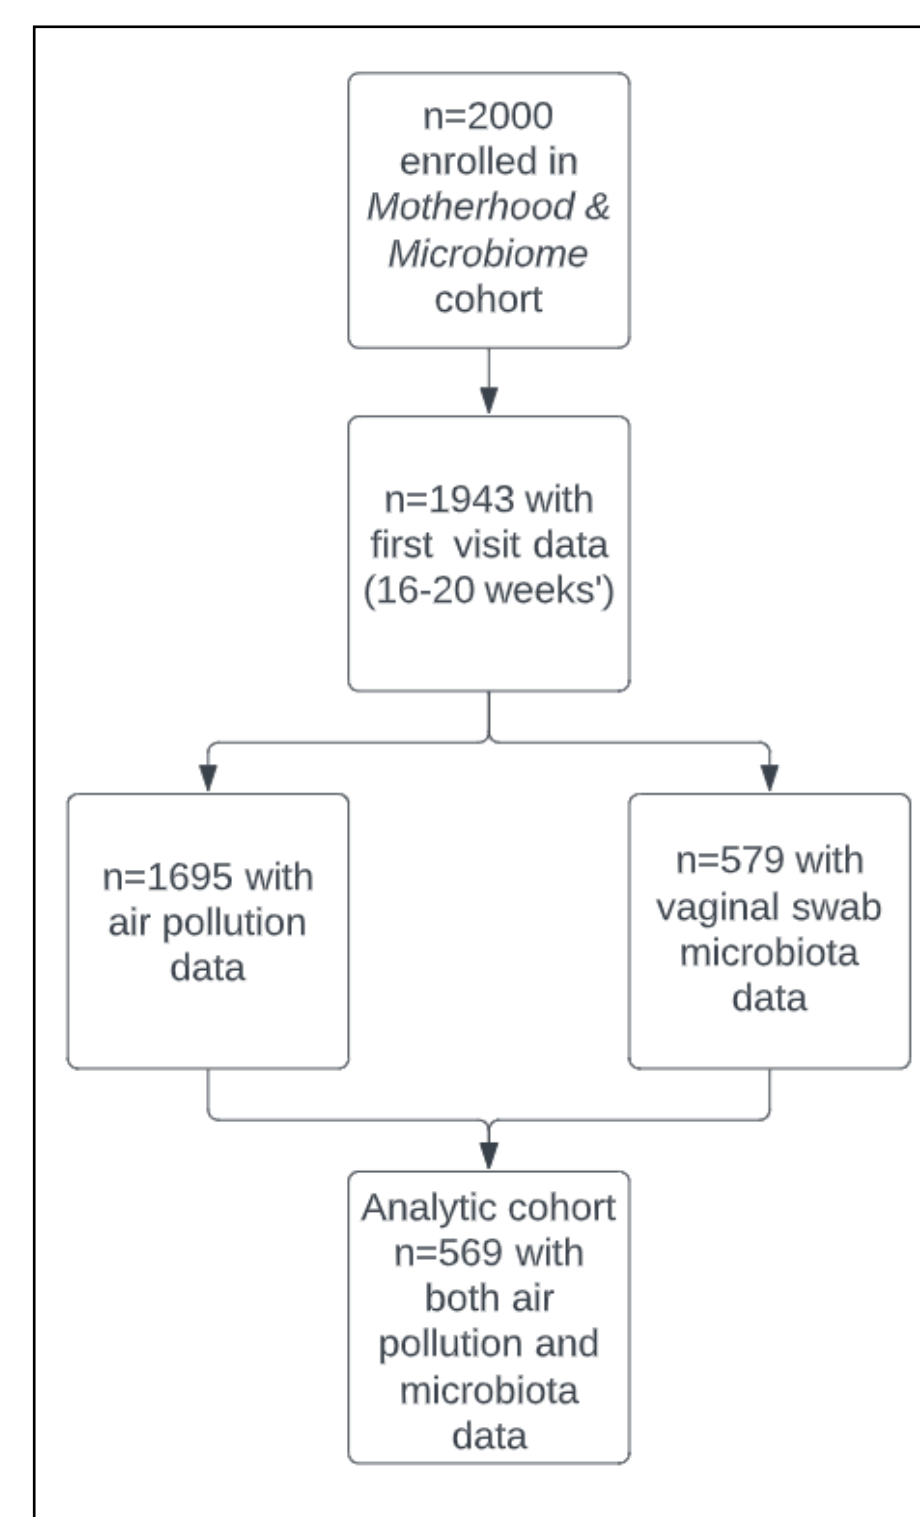 n=2000
enrolled in
Motherhood &
Microbiome
cohort
n=1943 with
first  visit data
(16-20 weeks')
n=1695 with
air pollution
data
n=579 with
vaginal swab
microbiota
data
Analytic cohort
n=569 with
both air
pollution and
microbiota
data